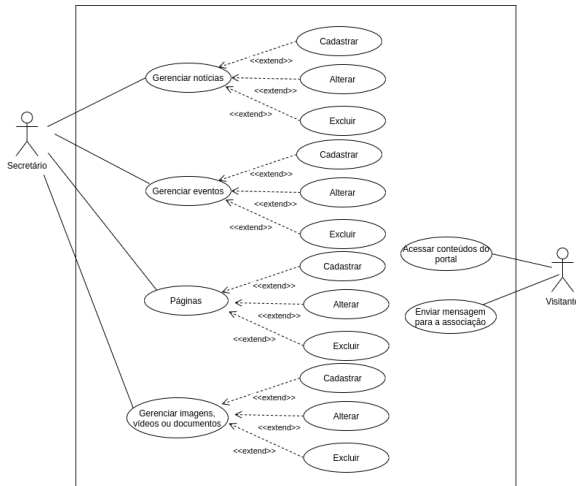 Cadastrar
<<extend>>
Gerenciar notícias
Alterar
<<extend>>
<<extend>>
Excluir
Secretário
Cadastrar
<<extend>>
Gerenciar eventos
Alterar
<<extend>>
<<extend>>
Excluir
Acessar conteúdos do
portal
Visitante
Enviar mensagem
para a associação
Cadastrar
<<extend>>
Páginas
Alterar
<<extend>>
<<extend>>
Excluir
Cadastrar
<<extend>>
Gerenciar imagens,
vídeos ou documentos
Alterar
<<extend>>
<<extend>>
Excluir